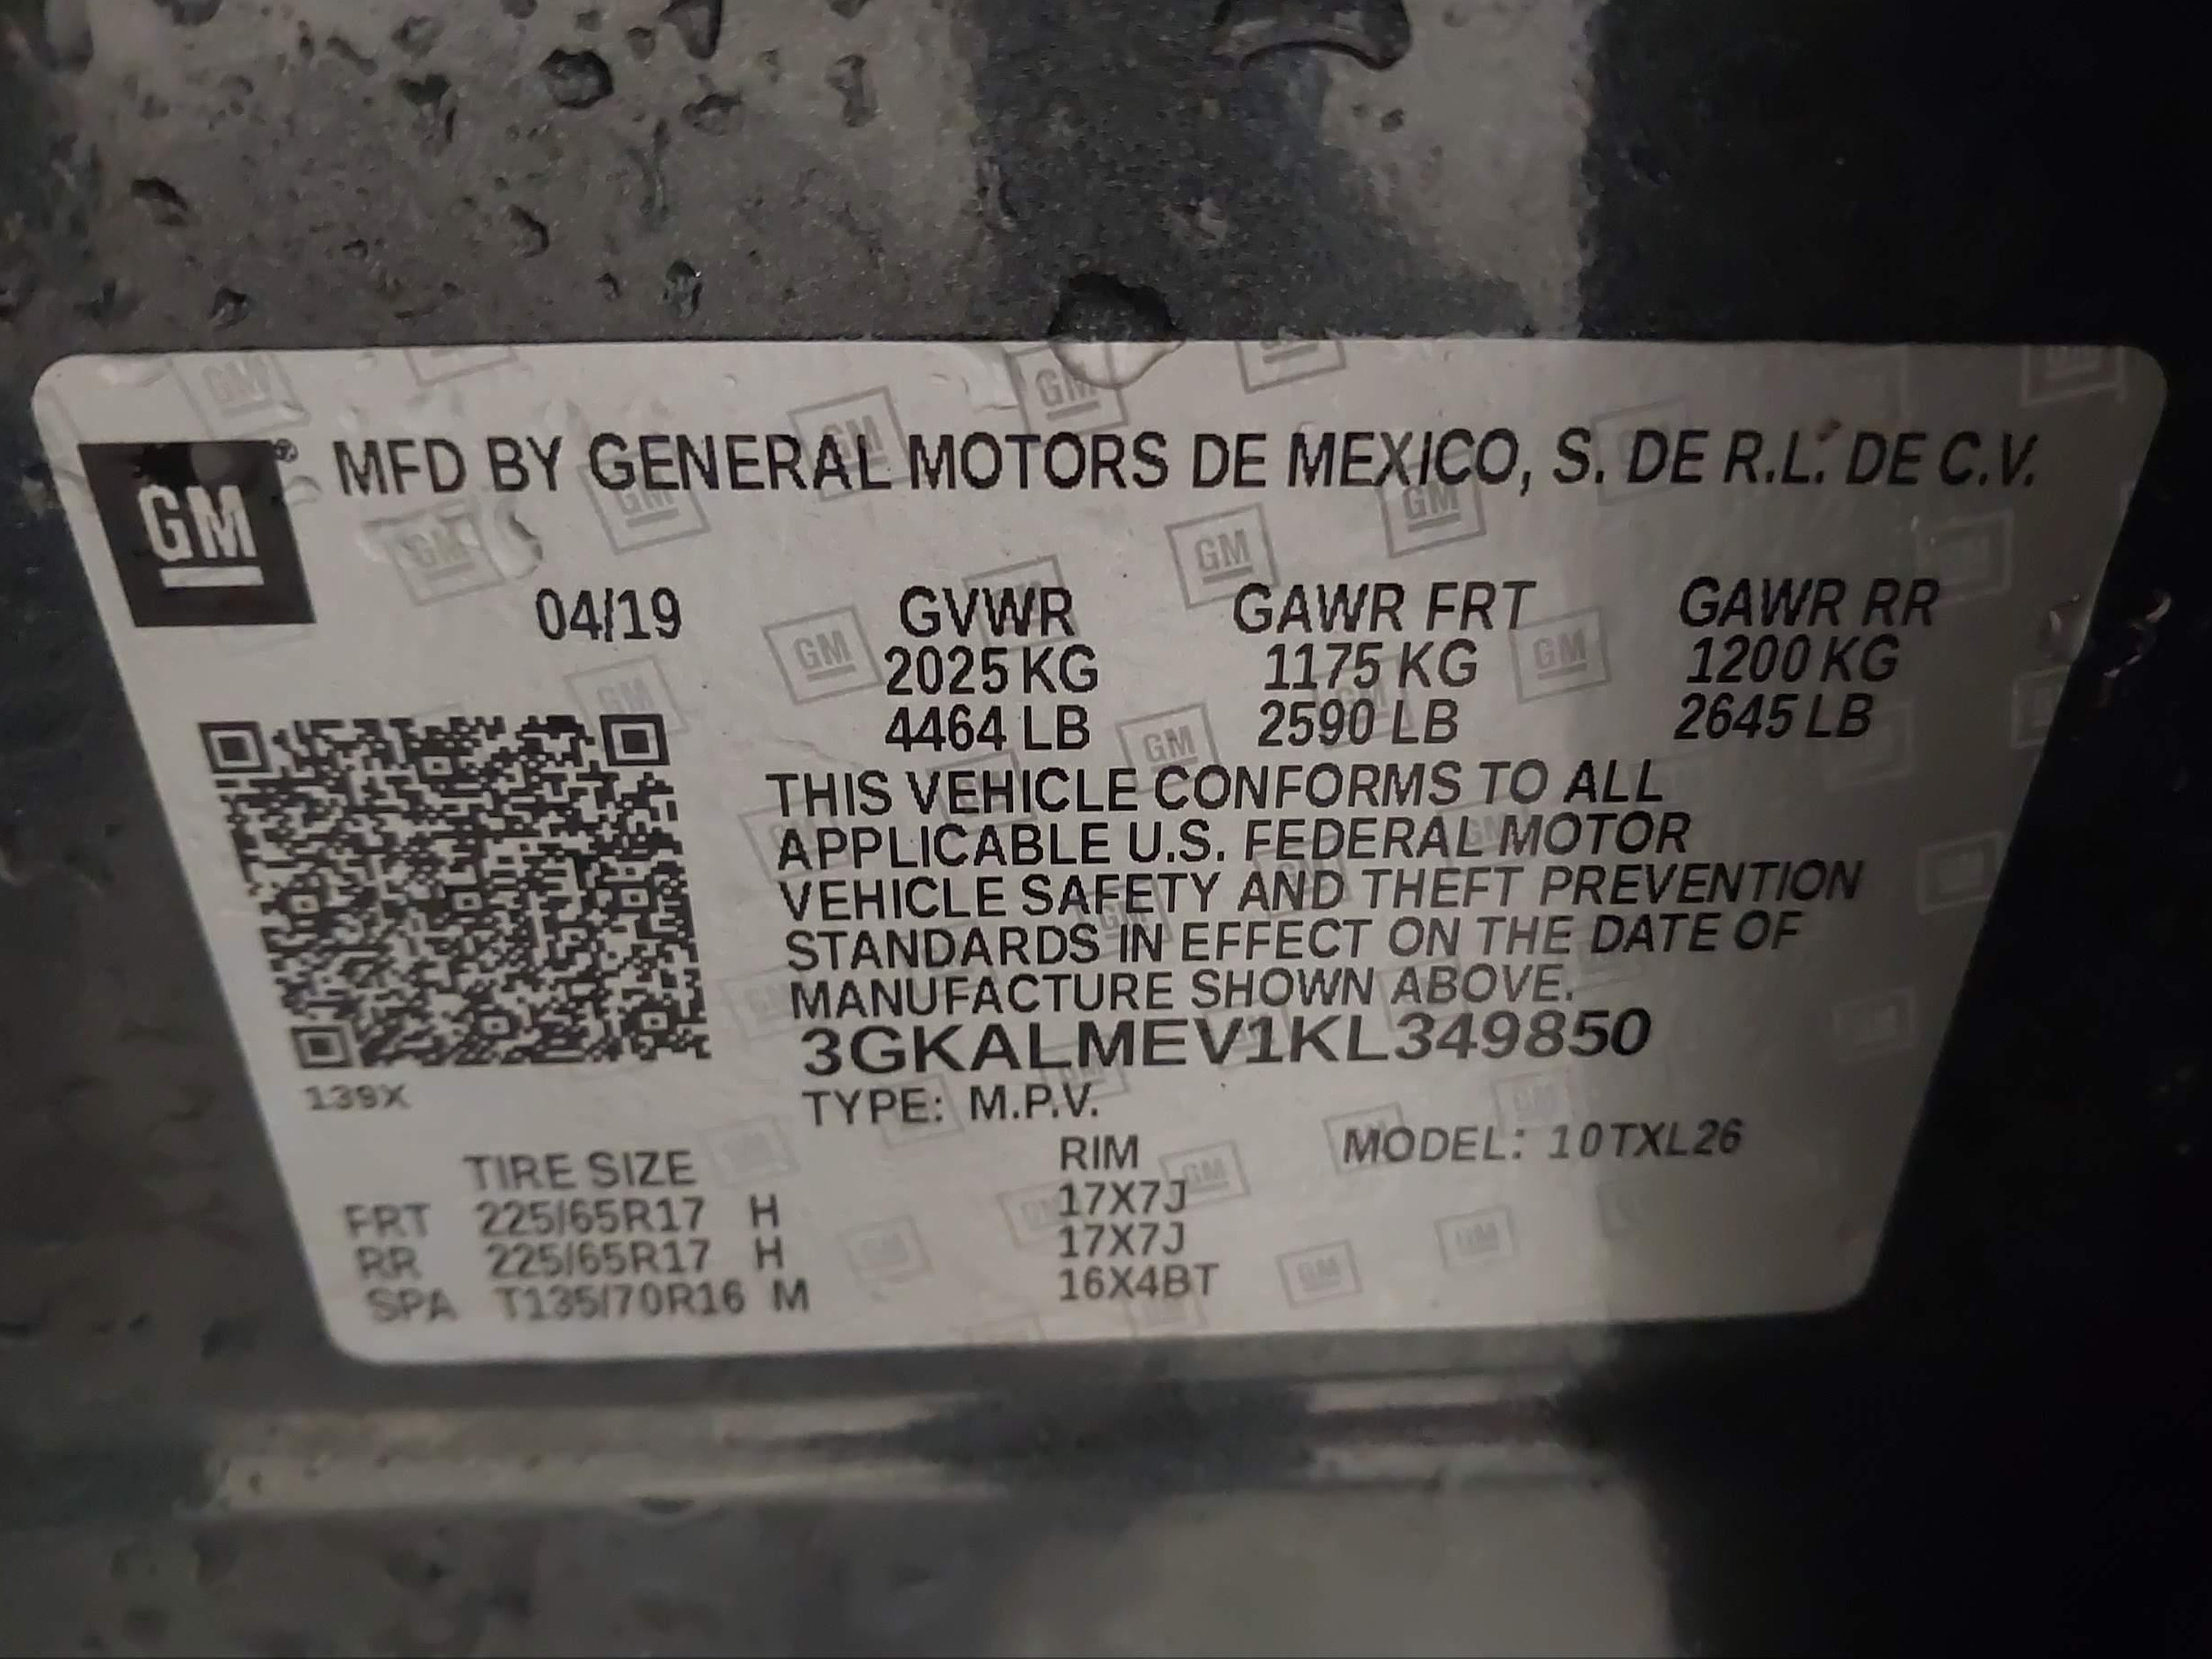 GM ® MFD BY GENERAL MOTORS DE MEXICO, S. DE R.L. DE C.V.
04/19 GVWR GAWR FRT GAWR RR
2025 KG 1175 KG 1200 KG
4464 LB 2590 LB 2645 LB
THIS VEHICLE CONFORMS TO ALL
APPLICABLE U.S. FEDERAL MOTOR
VEHICLE SAFETY AND THEFT PREVENTION
STANDARDS IN EFFECT ON THE DATE OF
MANUFACTURE SHOWN ABOVE.
3GKALMEV1KL349850
139X
TYPE: M.P.V.
TIRE SIZE RIM MODEL: 10TXL26
FRT 225/65R17 H 17X7J
RR 225/65R17 H 17X7J
SPA T135/70R16 M 16X4BT